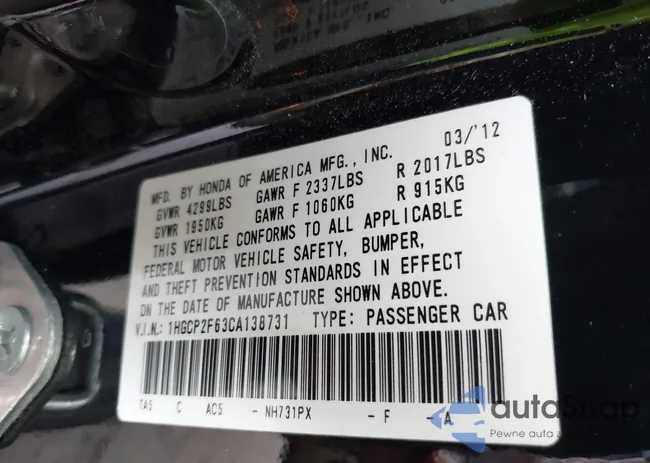 MFD. BY HONDA OF AMERICA MFG., INC. 03/'12
GVWR 4299LBS GAWR F 2337LBS R 2017LBS
GVWR 1950KG GAWR F 1060KG R 915KG
THIS VEHICLE CONFORMS TO ALL APPLICABLE
FEDERAL MOTOR VEHICLE SAFETY, BUMPER,
AND THEFT PREVENTION STANDARDS IN EFFECT
ON THE DATE OF MANUFACTURE SHOWN ABOVE.
V.I.N.: 1HGCP2F63CA138731 TYPE: PASSENGER CAR
TA5 C AC5 - NH731PX - F - A
autoSnap
Pewne auto z